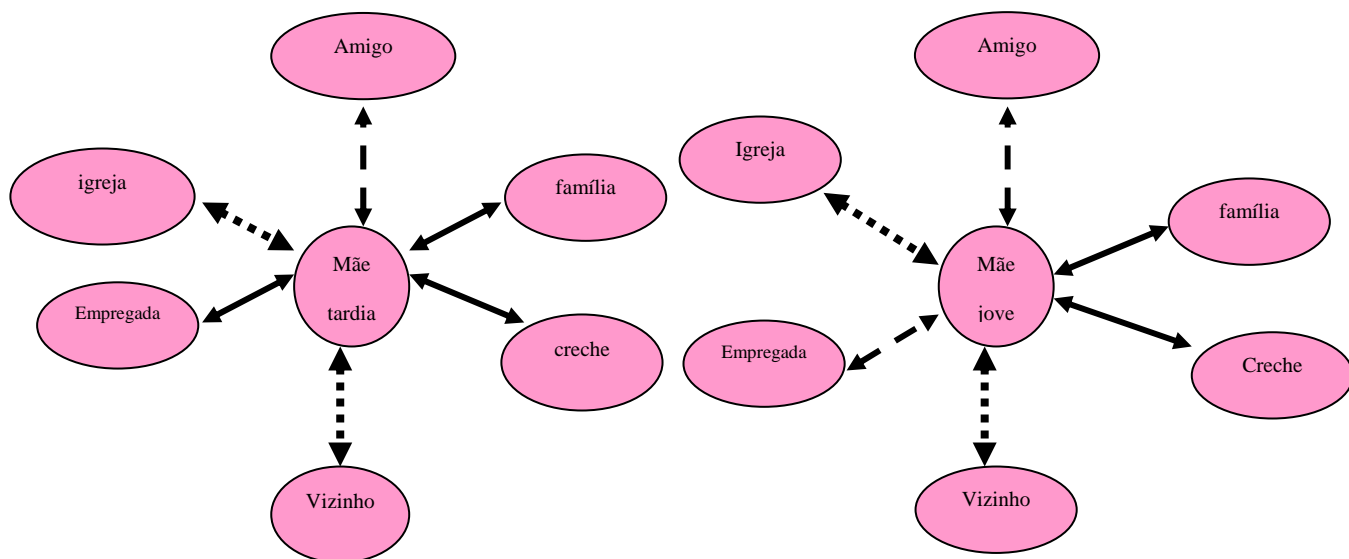 Amigo
igreja
família
Mãe
tardia
Empregada
creche
Vizinho
Amigo
Igreja
família
Mãe
jove
Empregada
Creche
Vizinho